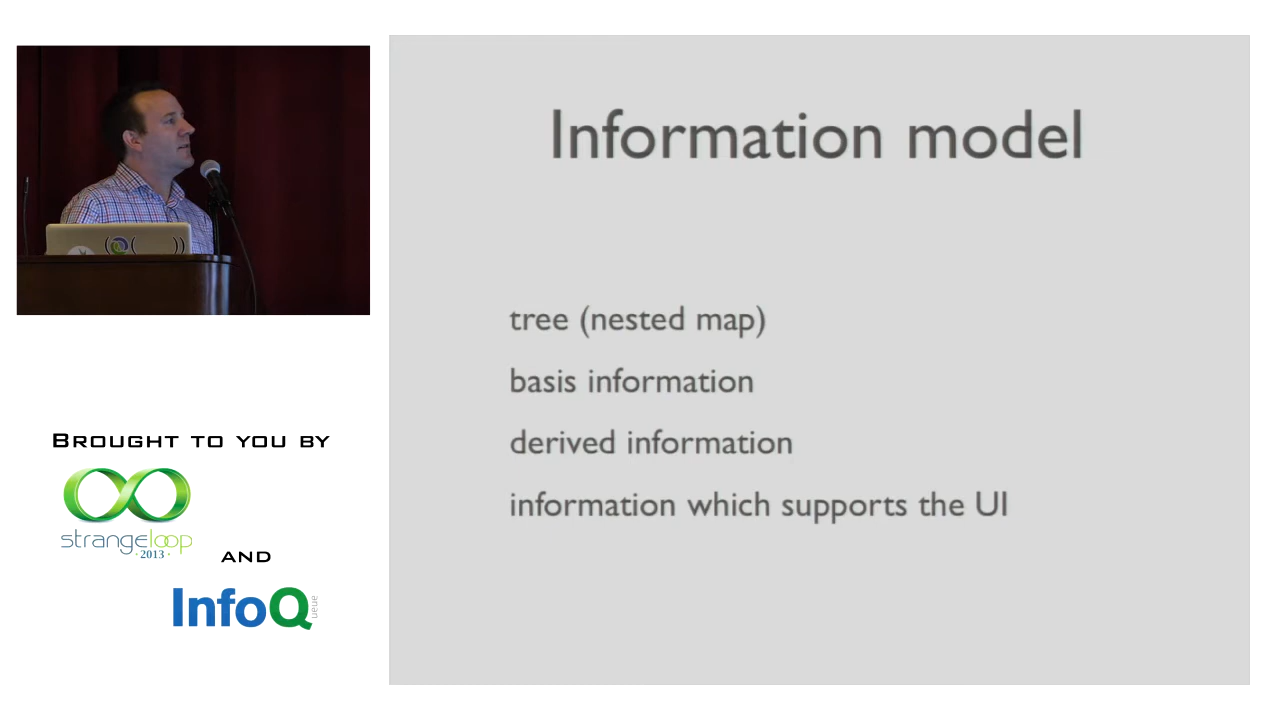 Information model
tree (nested map)
basis information
derived information
information which supports the UI
BROUGHT TO YOU BY
strangeloop
· 2013 ·
AND
InfoQ
ueue